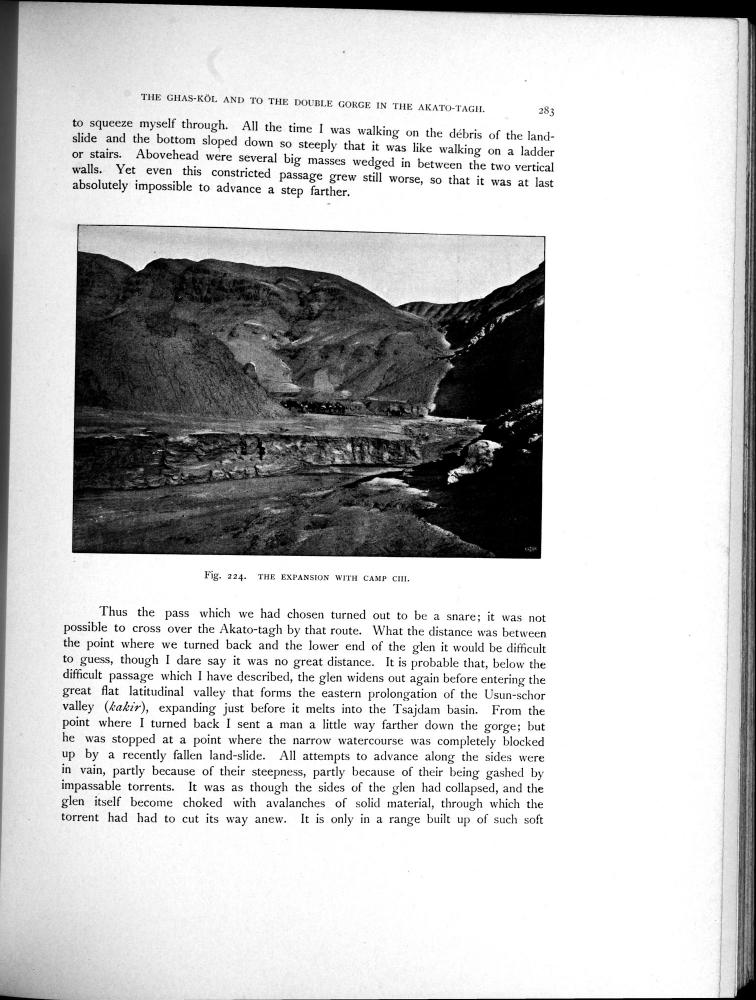 THE GHAS-KÖL AND TO THE DOUBLE GORGE IN THE AKATO-TAGH. 283
to squeeze myself through. All the time I was walking on the débris of the land-
slide and the bottom sloped down so steeply that it was like walking on a ladder
or stairs. Abovehead were several big masses wedged in between the two vertical
walls. Yet even this constricted passage grew still worse, so that it was at last
absolutely impossible to advance a step farther.
Fig. 224. THE EXPANSION WITH CAMP CIII.
Thus the pass which we had chosen turned out to be a snare; it was not
possible to cross over the Akato-tagh by that route. What the distance was between
the point where we turned back and the lower end of the glen it would be difficult
to guess, though I dare say it was no great distance. It is probable that, below the
difficult passage which I have described, the glen widens out again before entering the
great flat latitudinal valley that forms the eastern prolongation of the Usun-schor
valley (kakir), expanding just before it melts into the Tsajdam basin. From the
point where I turned back I sent a man a little way farther down the gorge; but
he was stopped at a point where the narrow watercourse was completely blocked
up by a recently fallen land-slide. All attempts to advance along the sides were
in vain, partly because of their steepness, partly because of their being gashed by
impassable torrents. It was as though the sides of the glen had collapsed, and the
glen itself become choked with avalanches of solid material, through which the
torrent had had to cut its way anew. It is only in a range built up of such soft